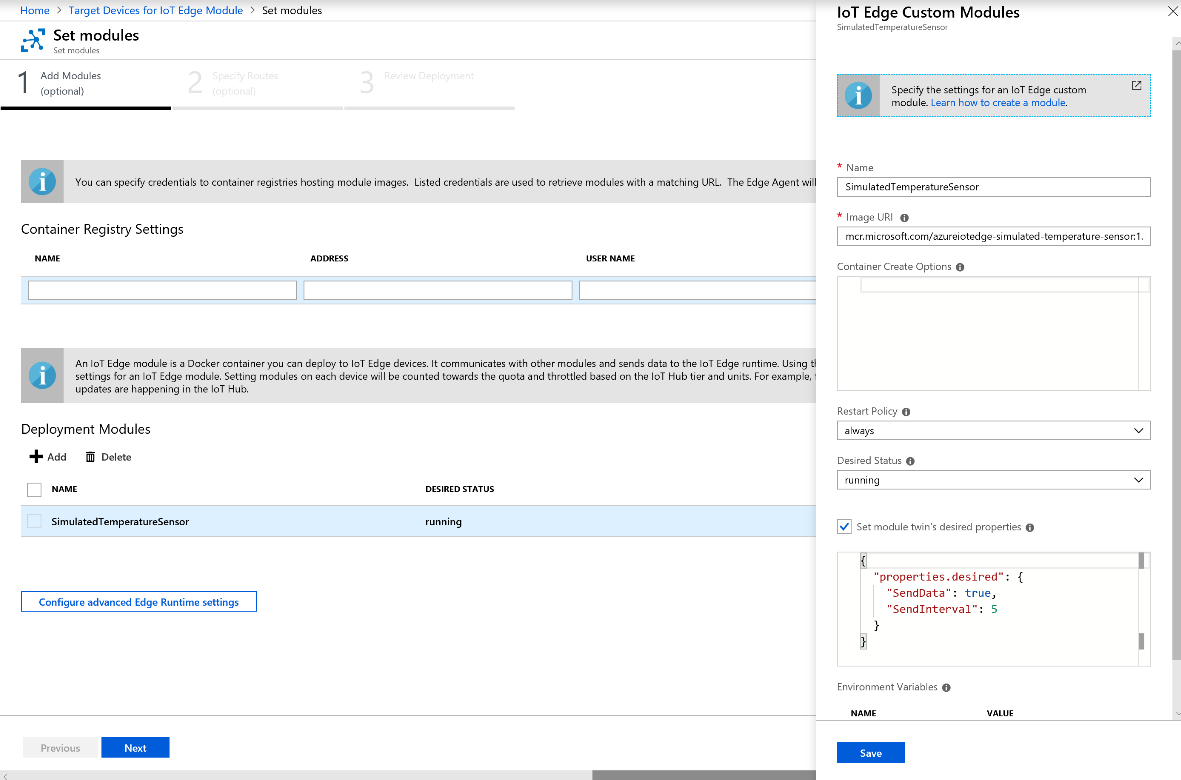 Home > Target Devices for IoT Edge Module > Set modules
Set modules
Set modules
1 Add Modules
(optional)
2 Specify Routes
(optional)
3 Review Deployment
You can specify credentials to container registries hosting module images. Listed credentials are used to retrieve modules with a matching URL. The Edge Agent will
Container Registry Settings
NAME ADDRESS USER NAME
An IoT Edge module is a Docker container you can deploy to IoT Edge devices. It communicates with other modules and sends data to the IoT Edge runtime. Using
settings for an IoT Edge module. Setting modules on each device will be counted towards the quota and throttled based on the IoT Hub tier and units. For example,
updates are happening in the IoT Hub.
Deployment Modules
Add Delete
NAME DESIRED STATUS
SimulatedTemperatureSensor running
Configure advanced Edge Runtime settings
Previous Next
IoT Edge Custom Modules
SimulatedTemperatureSensor
Specify the settings for an IoT Edge custom
module. Learn how to create a module.
* Name
SimulatedTemperatureSensor
* Image URI
mcr.microsoft.com/azureiotedge-simulated-temperature-sensor:1.
Container Create Options
Restart Policy
always
Desired Status
running
Set module twin's desired properties
{
"properties.desired": {
"SendData": true,
"SendInterval": 5
}
}
Environment Variables
NAME VALUE
Save